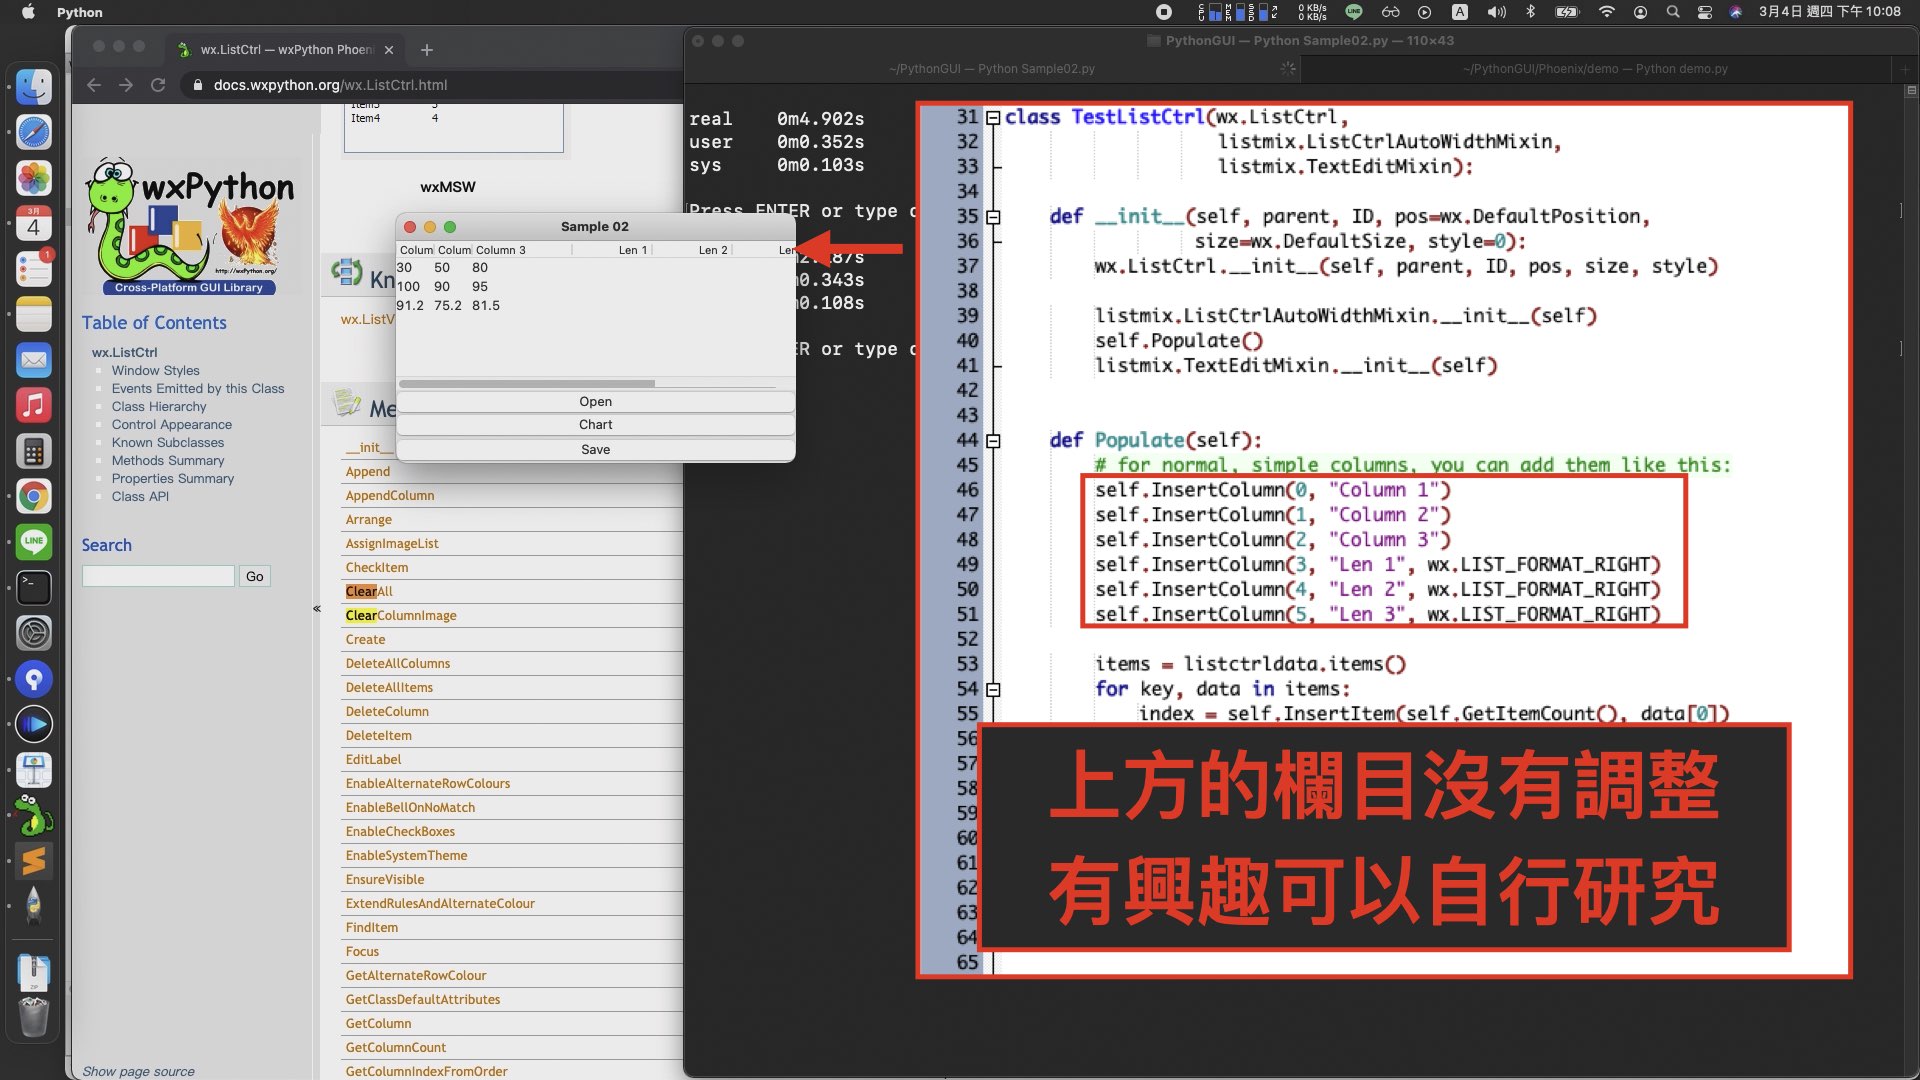 Python
0 KB/s
0 KB/s
A
3月4日 週四 下午 10:08
wx.ListCtrl — wxPython Phoeni
docs.wxpython.org/wx.ListCtrl.html
Item4 4
wxMSW
wxPython
http://wxPython.org/
Cross-Platform GUI Library
Table of Contents
wx.ListCtrl
Window Styles
Events Emitted by this Class
Class Hierarchy
Control Appearance
Known Subclasses
Methods Summary
Properties Summary
Class API
Search
Go
«
Show page source
Kn
wx.ListV
Me
__init__
Append
AppendColumn
Arrange
AssignImageList
CheckItem
ClearAll
ClearColumnImage
Create
DeleteAllColumns
DeleteAllItems
DeleteColumn
DeleteItem
EditLabel
EnableAlternateRowColours
EnableBellOnNoMatch
EnableCheckBoxes
EnableSystemTheme
EnsureVisible
ExtendRulesAndAlternateColour
FindItem
Focus
GetAlternateRowColour
GetClassDefaultAttributes
GetColumn
GetColumnCount
GetColumnIndexFromOrder
Sample 02
Colum Colum Column 3 Len 1 Len 2 Len
30 50 80
100 90 95
91.2 75.2 81.5
Open
Chart
Save
PythonGUI — Python Sample02.py — 110×43
~/PythonGUI — Python Sample02.py
~/PythonGUI/Phoenix/demo — Python demo.py
real 0m4.902s
user 0m0.352s
sys 0m0.103s
Press ENTER or type c
0.343s
0.108s
ER or type c
31 class TestListCtrl(wx.ListCtrl,
32 listmix.ListCtrlAutoWidthMixin,
33 listmix.TextEditMixin):
34
35 def __init__(self, parent, ID, pos=wx.DefaultPosition,
36 size=wx.DefaultSize, style=0):
37 wx.ListCtrl.__init__(self, parent, ID, pos, size, style)
38
39 listmix.ListCtrlAutoWidthMixin.__init__(self)
40 self.Populate()
41 listmix.TextEditMixin.__init__(self)
42
43
44 def Populate(self):
45 # for normal, simple columns, you can add them like this:
46 self.InsertColumn(0, "Column 1")
47 self.InsertColumn(1, "Column 2")
48 self.InsertColumn(2, "Column 3")
49 self.InsertColumn(3, "Len 1", wx.LIST_FORMAT_RIGHT)
50 self.InsertColumn(4, "Len 2", wx.LIST_FORMAT_RIGHT)
51 self.InsertColumn(5, "Len 3", wx.LIST_FORMAT_RIGHT)
52
53 items = listctrldata.items()
54 for key, data in items:
55 index = self.InsertItem(self.GetItemCount(), data[0])
56
57
58
59
60
61
62
63
64
65
上方的欄目沒有調整
有興趣可以自行研究